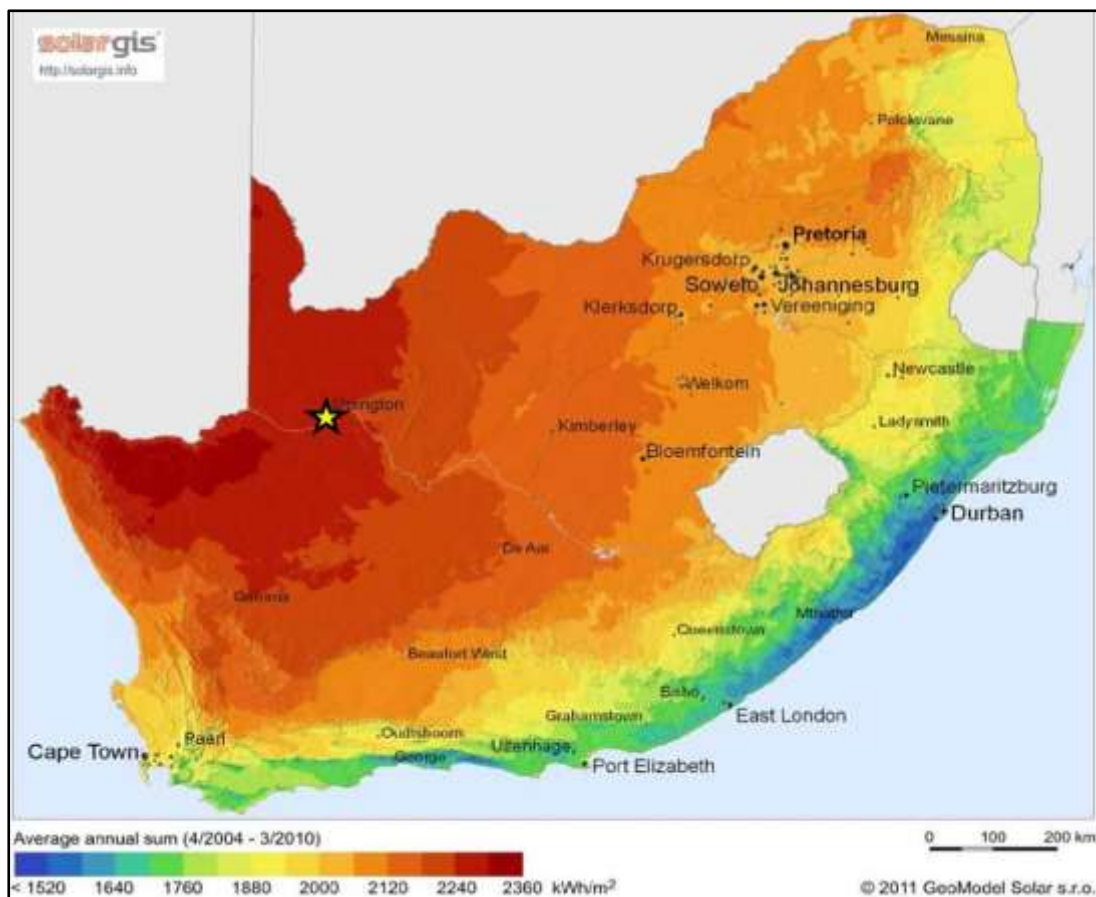 solargis
http://solargis.info
Messina
Polokwane
Pretoria
Krugersdorp
Soweto Johannesburg
Klerksdorp
Vereeniging
Welkom
Newcastle
Kimberley
Ladysmith
Bloemfontein
Pietermaritzburg
Durban
De Aar
Mthatha
Queenstown
Beaufort West
Bisho
East London
Grahamstown
Oudtshoorn
Paarl
Cape Town
George
Uitenhage
Port Elizabeth
Average annual sum (4/2004 - 3/2010)
0 100 200 km
< 1520 1640 1760 1880 2000 2120 2240 2360 kWh/m²
© 2011 GeoModel Solar s.r.o.